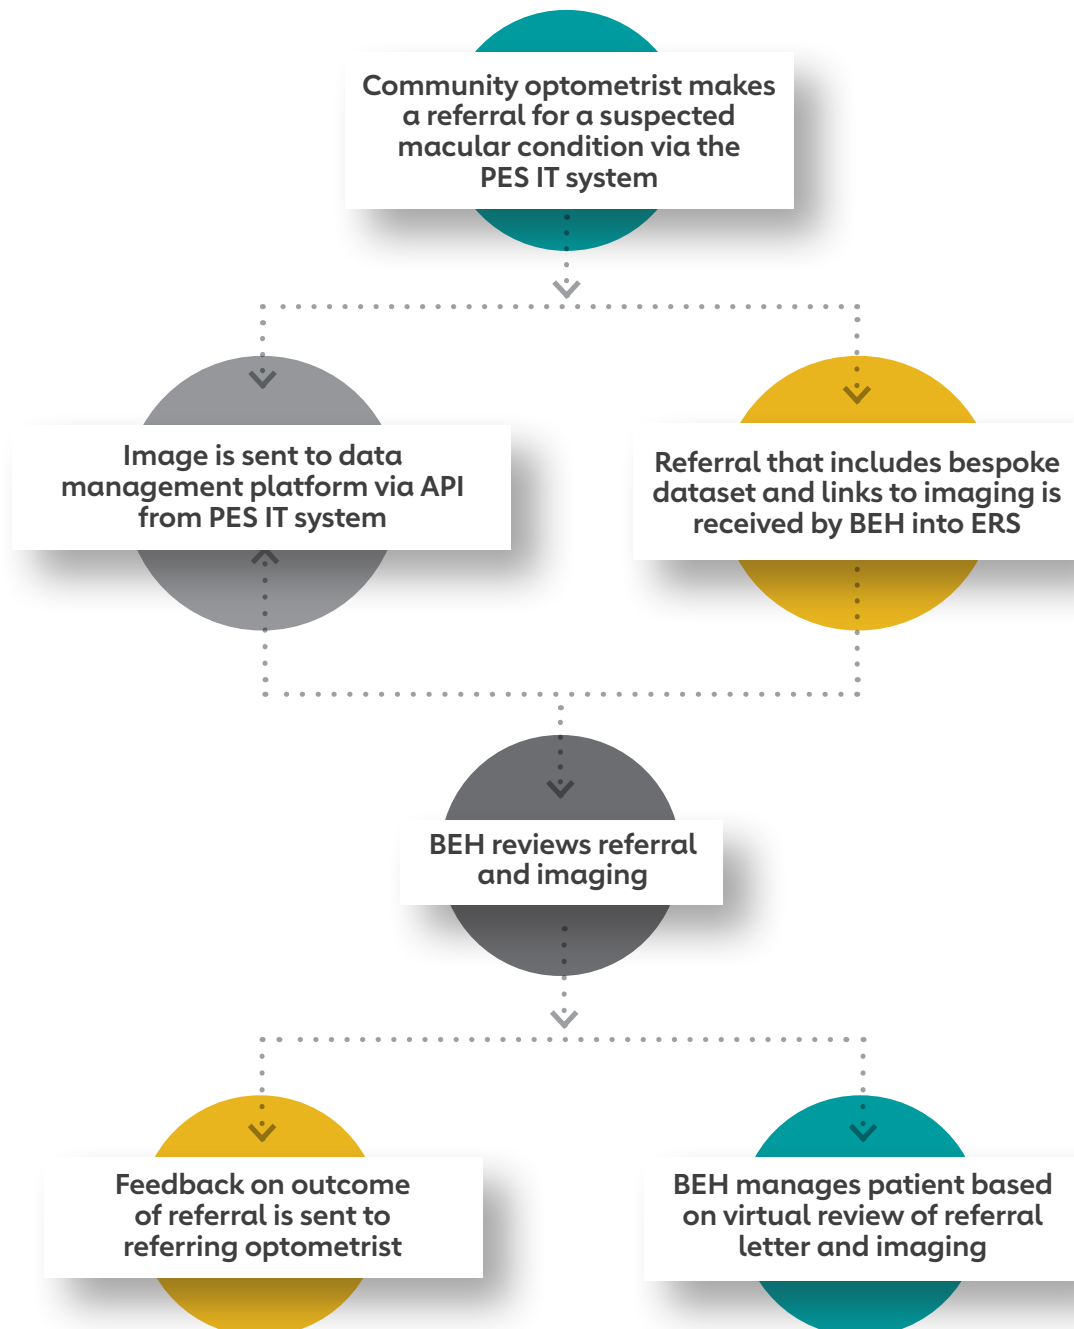 Community optometrist makes
a referral for a suspected
macular condition via the
PES IT system
Image is sent to data
management platform via API
from PES IT system
Referral that includes bespoke
dataset and links to imaging is
received by BEH into ERS
BEH reviews referral
and imaging
Feedback on outcome
of referral is sent to
referring optometrist
BEH manages patient based
on virtual review of referral
letter and imaging